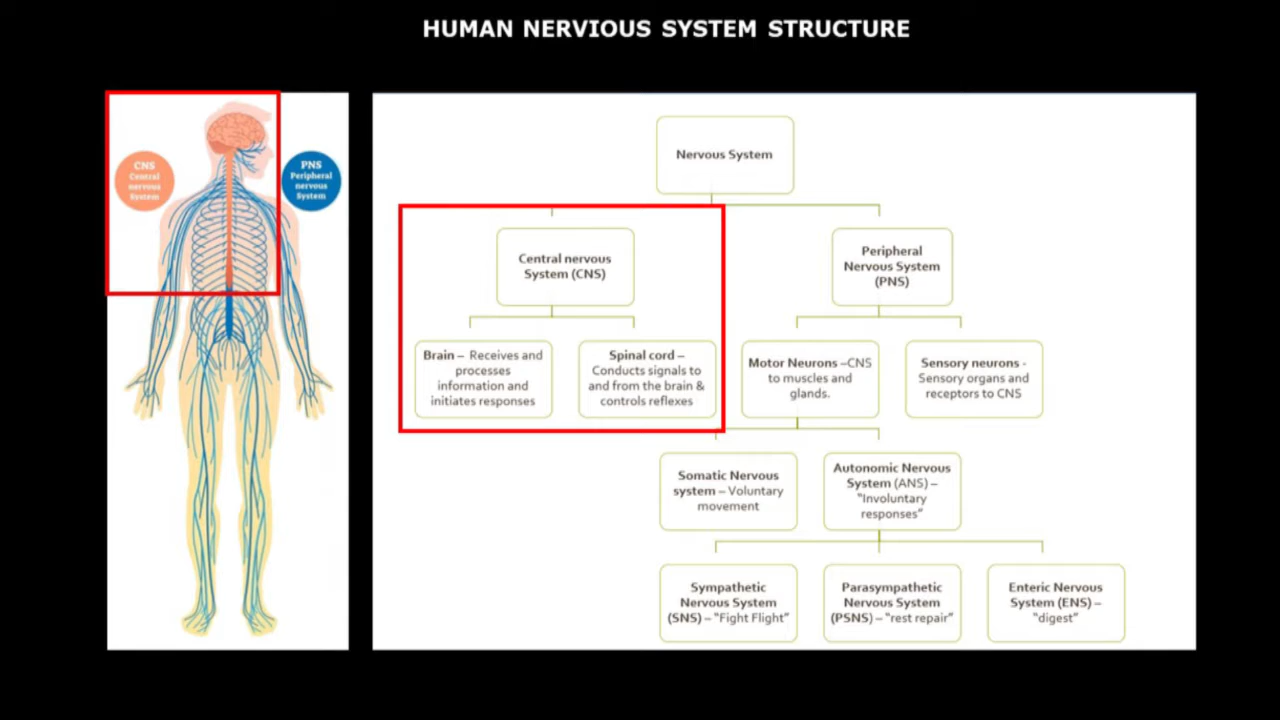 HUMAN NERVIOUS SYSTEM STRUCTURE
CNS
Central
nervous
System
PNS
Peripheral
nervous
System
Nervous System
Central nervous
System (CNS)
Peripheral
Nervous System
(PNS)
Brain – Receives and
processes
information and
initiates responses
Spinal cord –
Conducts signals to
and from the brain &
controls reflexes
Motor Neurons –CNS
to muscles and
glands.
Sensory neurons -
Sensory organs and
receptors to CNS
Somatic Nervous
system – Voluntary
movement
Autonomic Nervous
System (ANS) –
"Involuntary
responses"
Sympathetic
Nervous System
(SNS) – "Fight Flight"
Parasympathetic
Nervous System
(PSNS) – "rest repair"
Enteric Nervous
System (ENS) –
"digest"